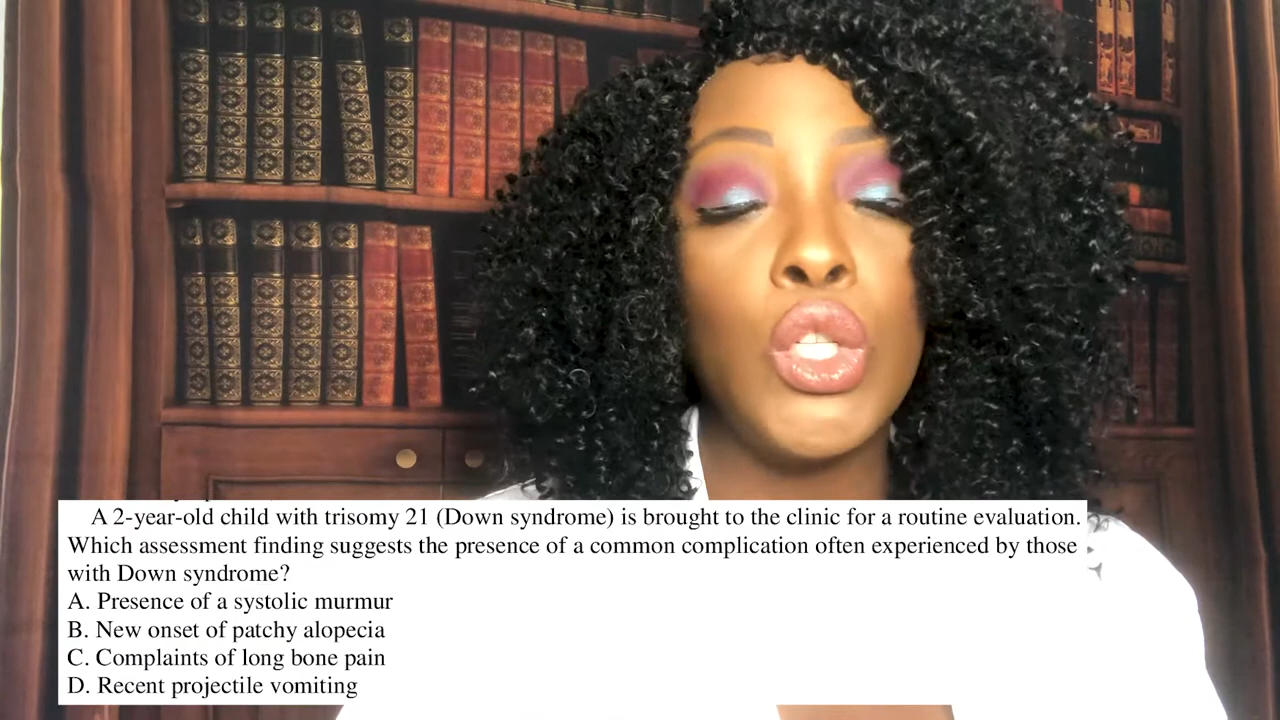 A 2-year-old child with trisomy 21 (Down syndrome) is brought to the clinic for a routine evaluation.
Which assessment finding suggests the presence of a common complication often experienced by those
with Down syndrome?
A. Presence of a systolic murmur
B. New onset of patchy alopecia
C. Complaints of long bone pain
D. Recent projectile vomiting